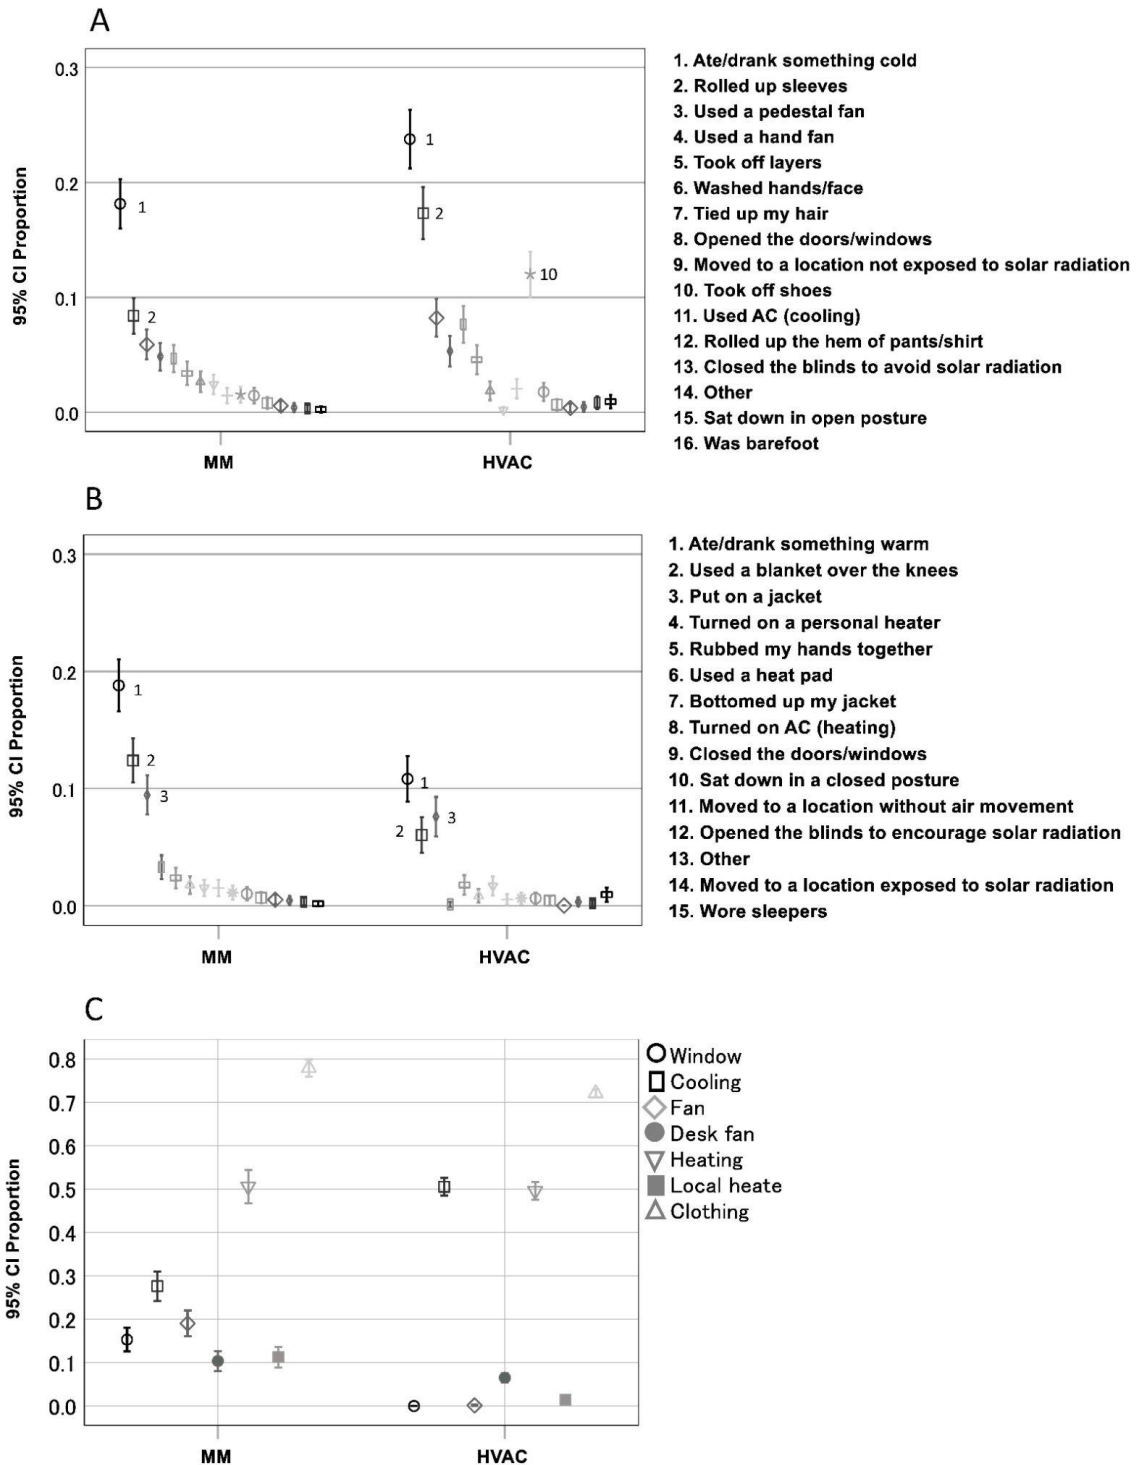 A
0.3
0.2
0.1
0.0
95% CI Proportion
1
2
1
2
10
MM
HVAC
1. Ate/drank something cold
2. Rolled up sleeves
3. Used a pedestal fan
4. Used a hand fan
5. Took off layers
6. Washed hands/face
7. Tied up my hair
8. Opened the doors/windows
9. Moved to a location not exposed to solar radiation
10. Took off shoes
11. Used AC (cooling)
12. Rolled up the hem of pants/shirt
13. Closed the blinds to avoid solar radiation
14. Other
15. Sat down in open posture
16. Was barefoot
B
0.3
0.2
0.1
0.0
95% CI Proportion
1
2
3
1
2
3
MM
HVAC
1. Ate/drank something warm
2. Used a blanket over the knees
3. Put on a jacket
4. Turned on a personal heater
5. Rubbed my hands together
6. Used a heat pad
7. Bottomed up my jacket
8. Turned on AC (heating)
9. Closed the doors/windows
10. Sat down in a closed posture
11. Moved to a location without air movement
12. Opened the blinds to encourage solar radiation
13. Other
14. Moved to a location exposed to solar radiation
15. Wore sleepers
C
0.8
0.7
0.6
0.5
0.4
0.3
0.2
0.1
0.0
95% CI Proportion
MM
HVAC
Window
Cooling
Fan
Desk fan
Heating
Local heate
Clothing